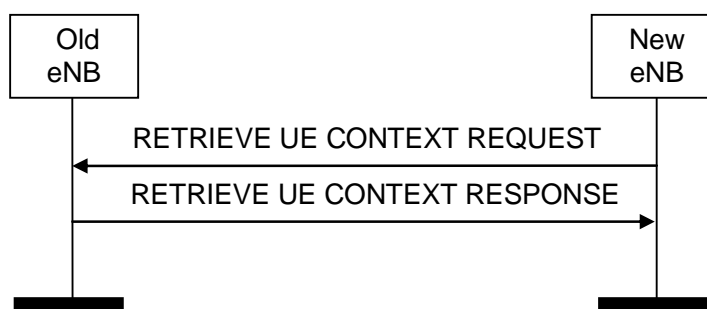 Old
eNB
New
eNB
RETRIEVE UE CONTEXT REQUEST
RETRIEVE UE CONTEXT RESPONSE